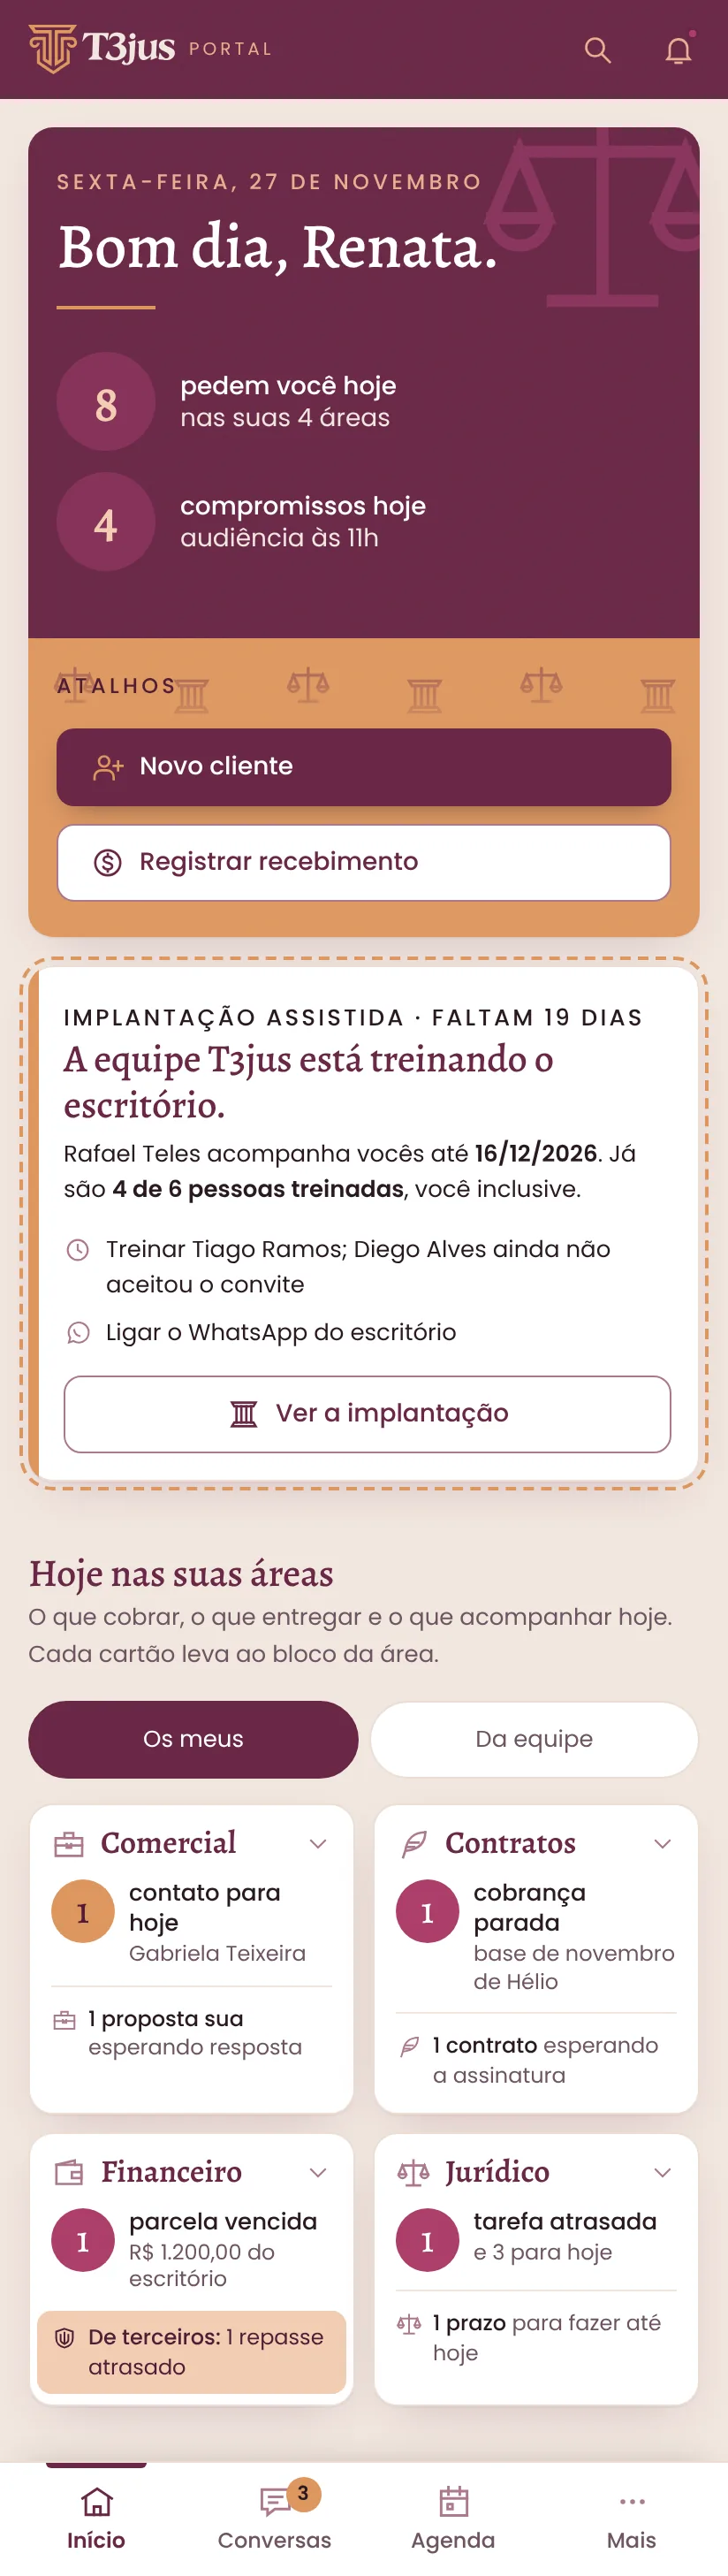 T3jus PORTAL
SEXTA-FEIRA, 27 DE NOVEMBRO
Bom dia, Renata.
8
pedem você hoje
nas suas 4 áreas
4
compromissos hoje
audiência às 11h
ATALHOS
Novo cliente
Registrar recebimento
IMPLANTAÇÃO ASSISTIDA · FALTAM 19 DIAS
A equipe T3jus está treinando o
escritório.
Rafael Teles acompanha vocês até 16/12/2026. Já
são 4 de 6 pessoas treinadas, você inclusive.
Treinar Tiago Ramos; Diego Alves ainda não
aceitou o convite
Ligar o WhatsApp do escritório
Ver a implantação
Hoje nas suas áreas
O que cobrar, o que entregar e o que acompanhar hoje.
Cada cartão leva ao bloco da área.
Os meus
Da equipe
Comercial
1
contato para
hoje
Gabriela Teixeira
1 proposta sua
esperando resposta
Contratos
1
cobrança
parada
base de novembro
de Hélio
1 contrato esperando
a assinatura
Financeiro
1
parcela vencida
R$ 1.200,00 do
escritório
De terceiros: 1 repasse
atrasado
Jurídico
1
tarefa atrasada
e 3 para hoje
1 prazo para fazer até
hoje
Início
3
Conversas
Agenda
Mais